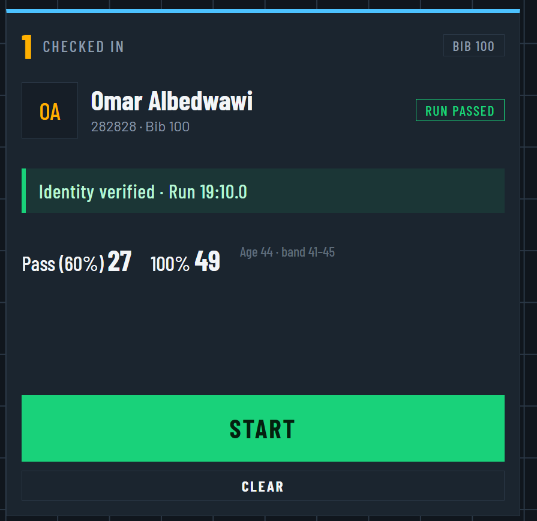 1 CHECKED IN
BIB 100
OA
Omar Albedwawi
282828 · Bib 100
RUN PASSED
Identity verified · Run 19:10.0
Pass (60%) 27 100% 49 Age 44 · band 41–45
START
CLEAR